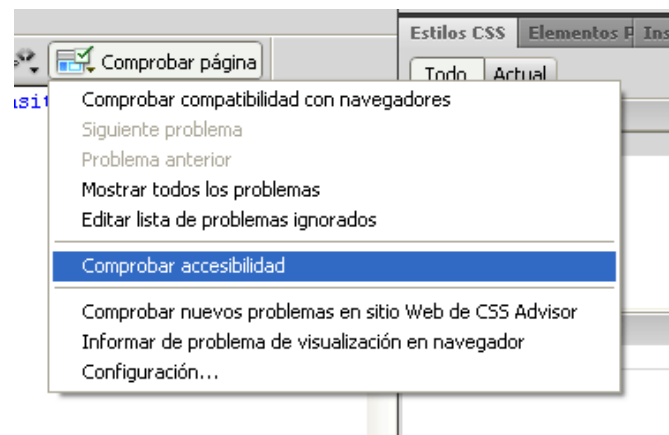 Estilos CSS Elementos P Ins
Comprobar página
Todo Actual
Comprobar compatibilidad con navegadores
Siguiente problema
Problema anterior
Mostrar todos los problemas
Editar lista de problemas ignorados
Comprobar accesibilidad
Comprobar nuevos problemas en sitio Web de CSS Advisor
Informar de problema de visualización en navegador
Configuración...